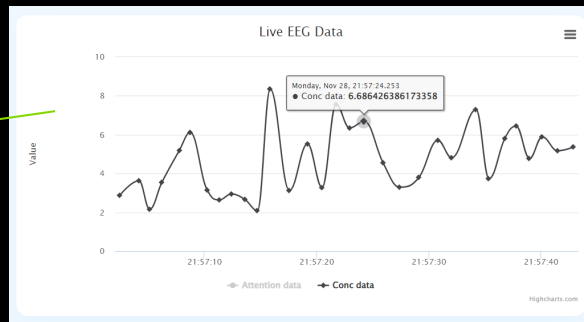 Live EEG Data
10
8
6
4
2
0
Value
Monday, Nov 28, 21:57:24.253
● Conc data: 6.686426386173358
21:57:10 21:57:20 21:57:30 21:57:40
Attention data Conc data
Highcharts.com